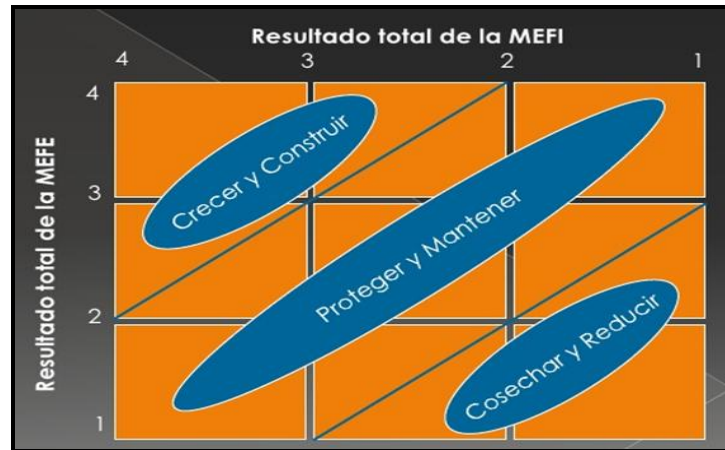 Resultado total de la MEFI
4 3 2 1
4
3
2
1
Resultado total de la MEFE
Crecer y Construir
Proteger y Mantener
Cosechar y Reducir